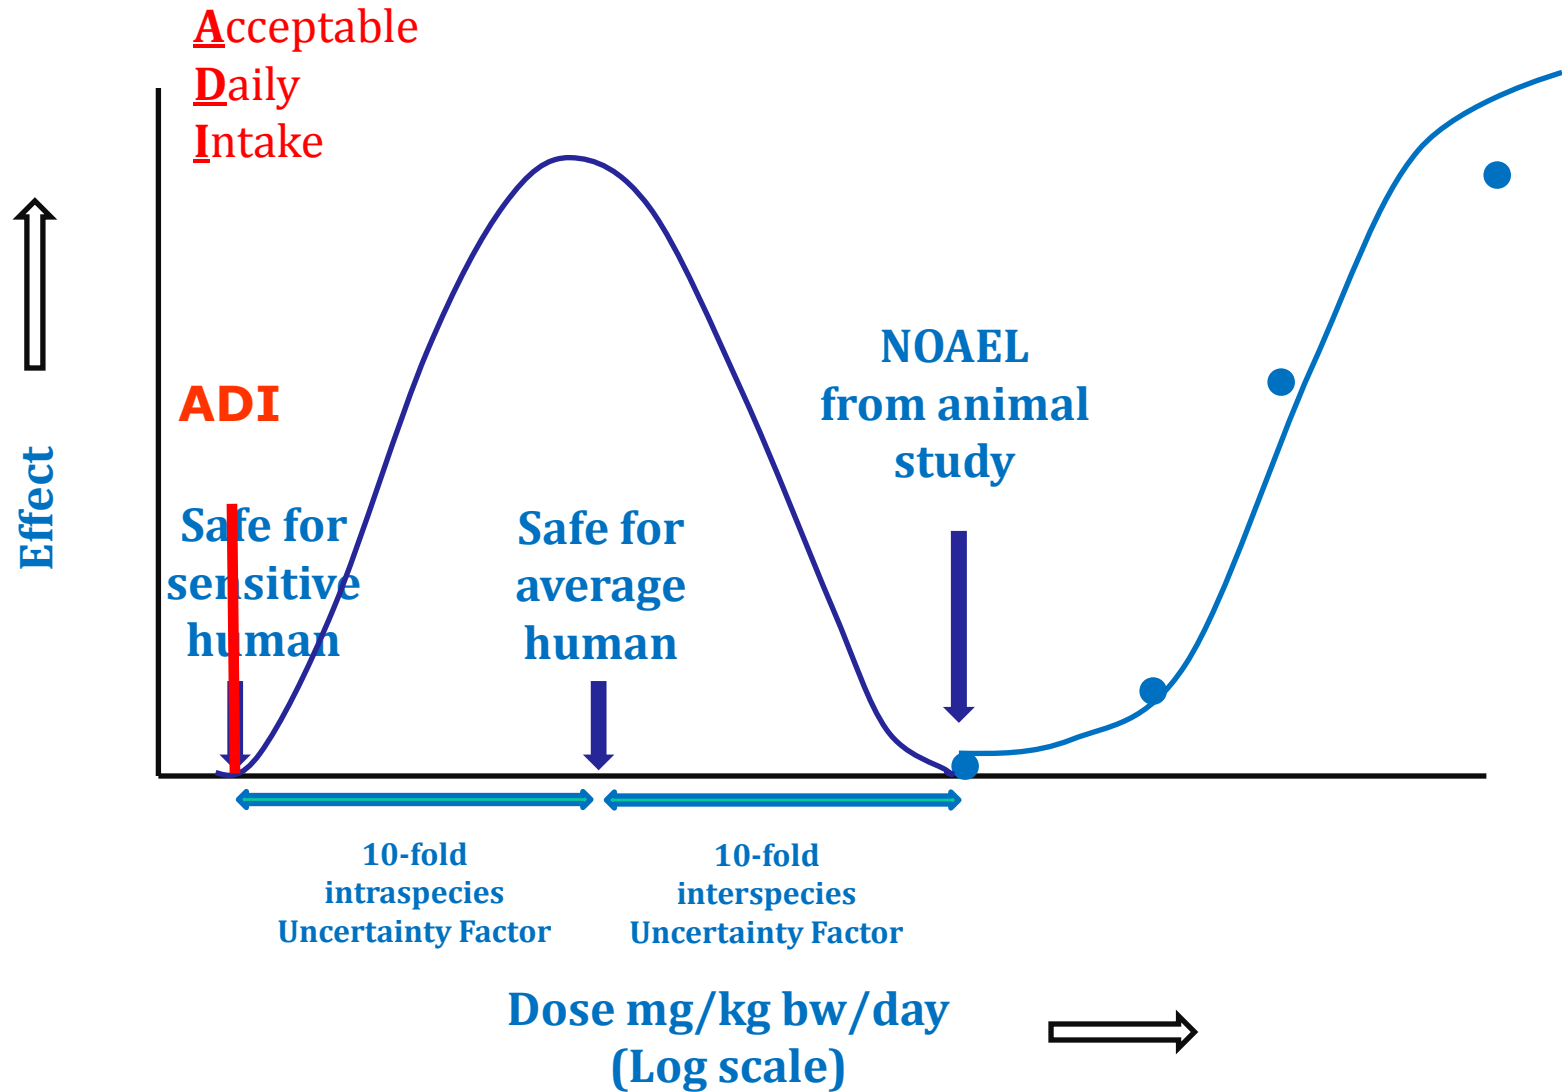 Acceptable
Daily
Intake
ADI
Safe for
sensitive
human
Safe for
average
human
NOAEL
from animal
study
Effect
10-fold
intraspecies
Uncertainty Factor
10-fold
interspecies
Uncertainty Factor
Dose mg/kg bw/day
(Log scale)